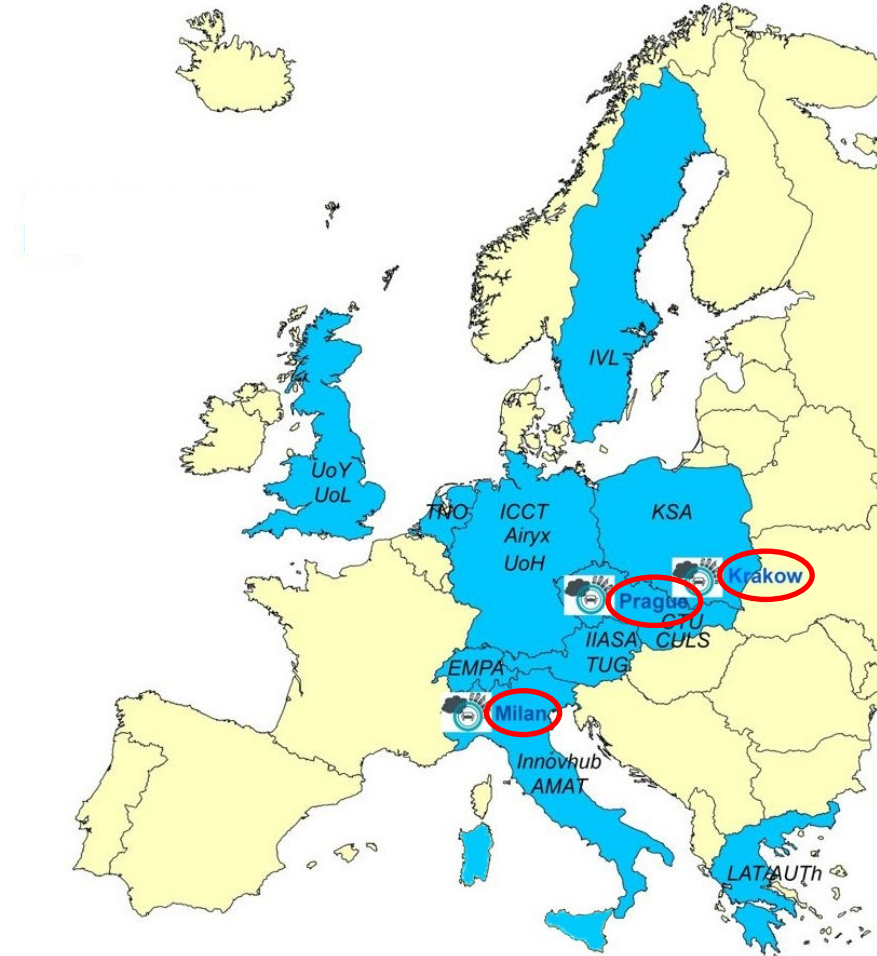 IVL
UoY
UoL
TNO
ICCT
Airyx
UoH
KSA
Krakow
Prague
CTU
CULS
IIASA
TUG
EMPA
Milan
Innovhub
AMAT
LAT/AUTh